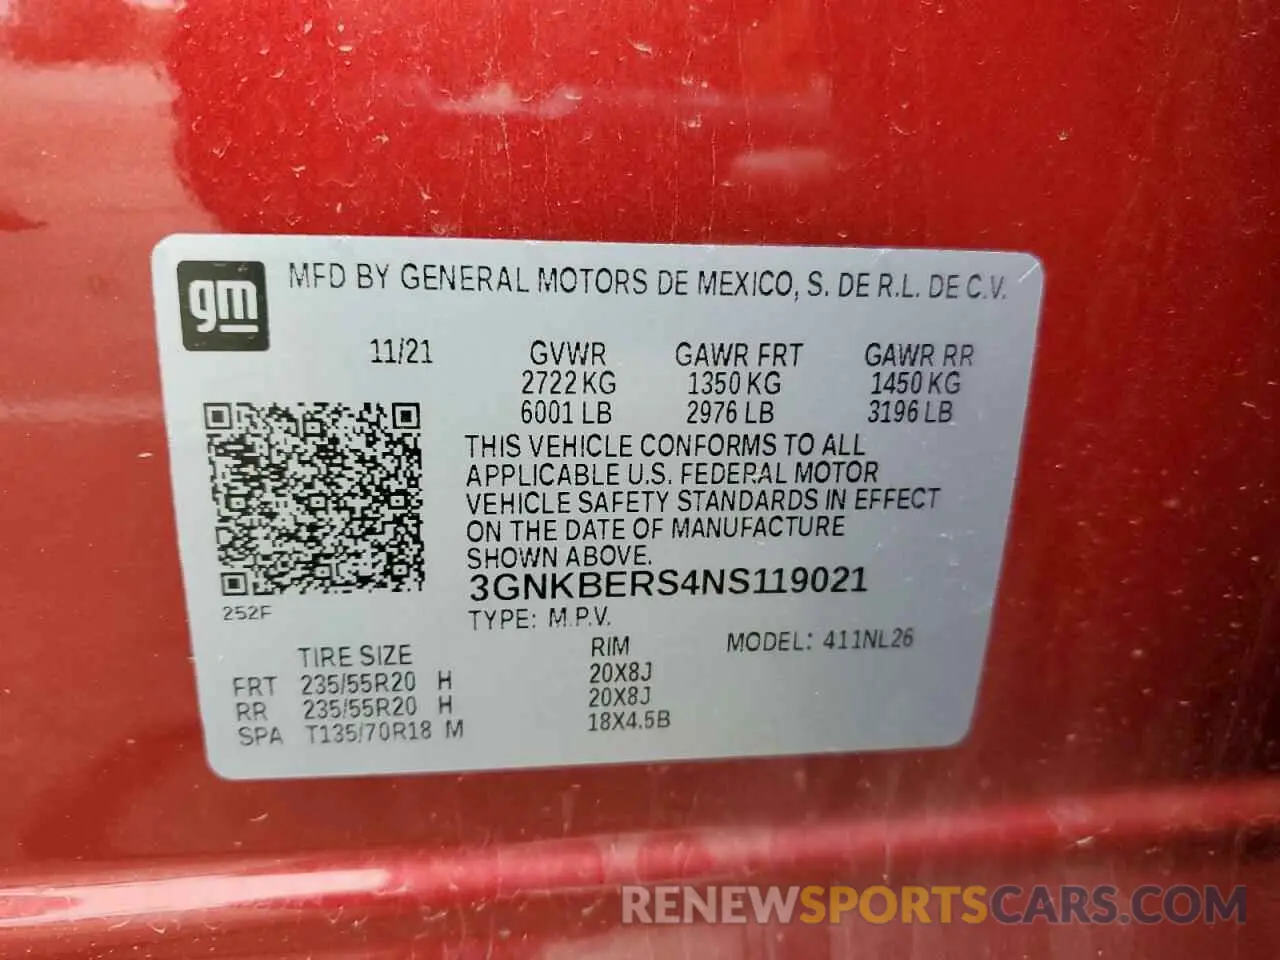 gm
MFD BY GENERAL MOTORS DE MEXICO, S. DE R.L. DE C.V.
11/21 GVWR GAWR FRT GAWR RR
2722 KG 1350 KG 1450 KG
6001 LB 2976 LB 3196 LB
THIS VEHICLE CONFORMS TO ALL
APPLICABLE U.S. FEDERAL MOTOR
VEHICLE SAFETY STANDARDS IN EFFECT
ON THE DATE OF MANUFACTURE
SHOWN ABOVE.
3GNKBERS4NS119021
252F
TYPE: M.P.V.
TIRE SIZE RIM MODEL: 411NL26
FRT 235/55R20 H 20X8J
RR 235/55R20 H 20X8J
SPA T135/70R18 M 18X4.5B
RENEWSPORTSCARS.COM